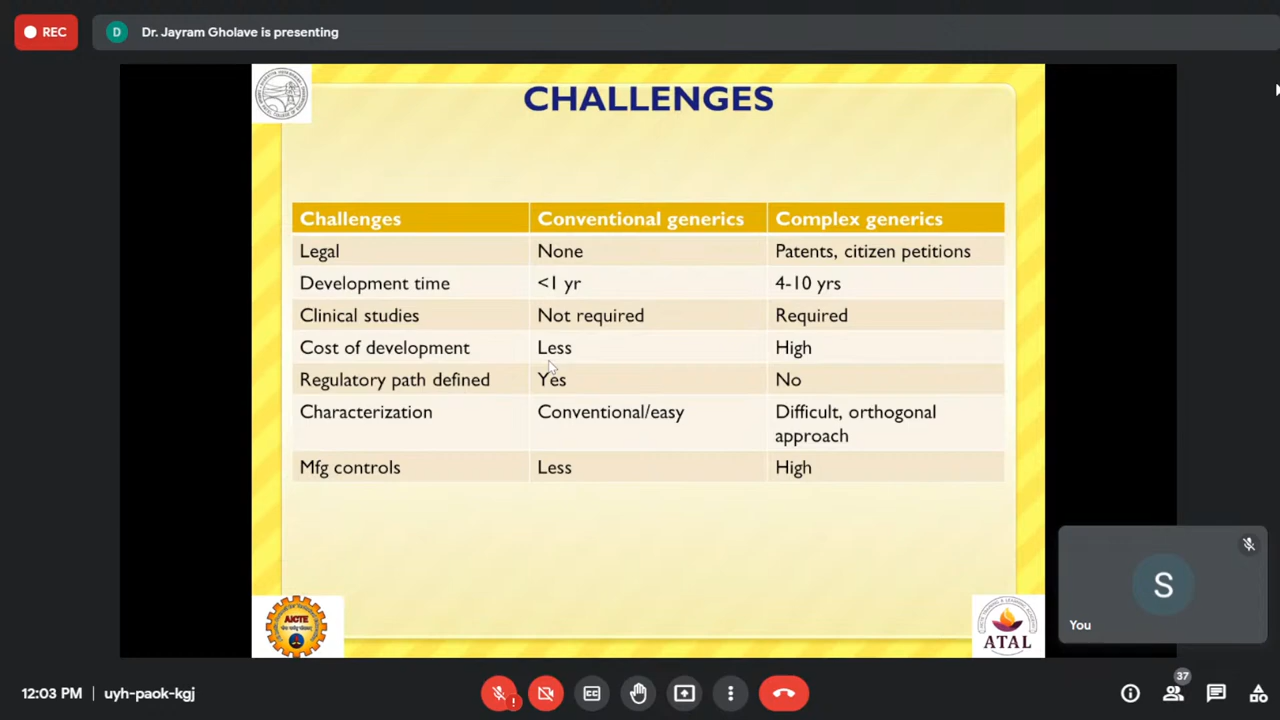 REC
D
Dr. Jayram Gholave is presenting
CHALLENGES
Challenges Conventional generics Complex generics
Legal None Patents, citizen petitions
Development time <1 yr 4-10 yrs
Clinical studies Not required Required
Cost of development Less High
Regulatory path defined Yes No
Characterization Conventional/easy Difficult, orthogonal
approach
Mfg controls Less High
S
You
AICTE
ATAL
12:03 PM | uyh-paok-kgj
CC
37